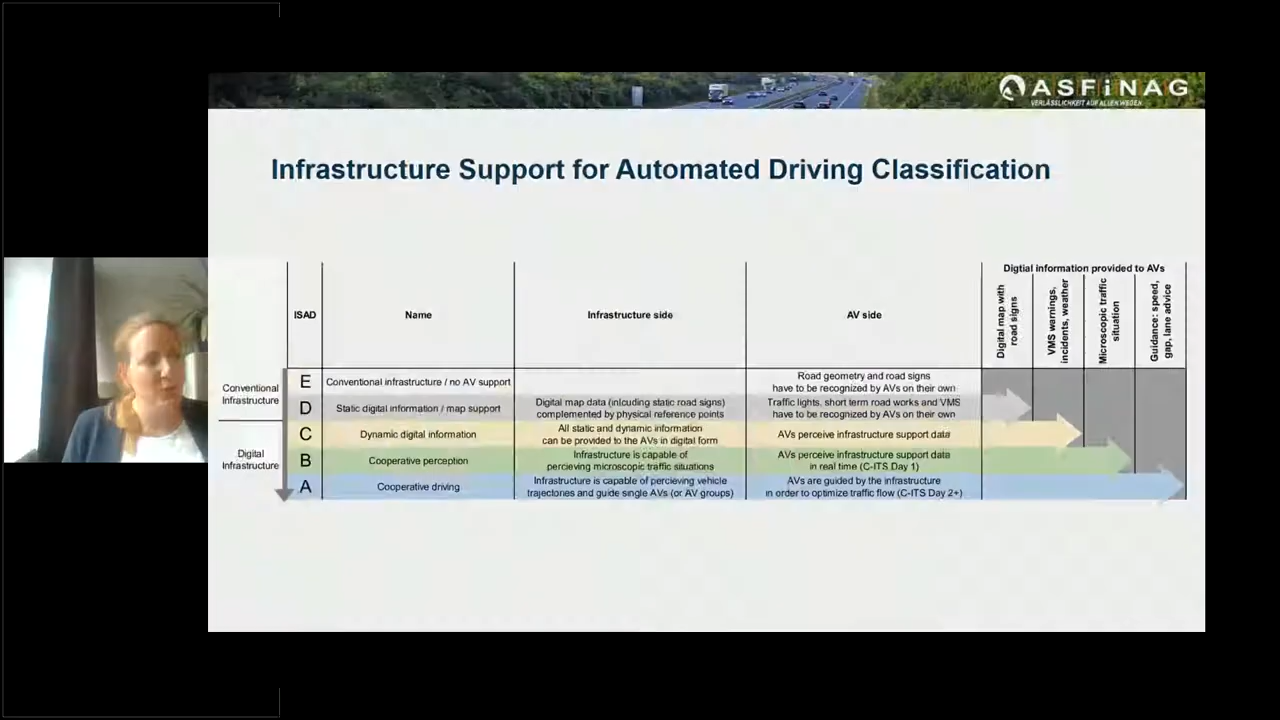 ASFiNAG
VERLÄSSLICHKEIT AUF ALLEN WEGEN.
Infrastructure Support for Automated Driving Classification
Digtial information provided to AVs
ISAD
Name
Infrastructure side
AV side
Digital map with
road signs
VMS warnings,
incidents, weather
Microscopic traffic
situation
Guidance: speed,
gap, lane advice
Conventional
Infrastructure
E
Conventional infrastructure / no AV support
Road geometry and road signs
have to be recognized by AVs on their own
D
Static digital information / map support
Digital map data (inlcuding static road signs)
complemented by physical reference points
Traffic lights, short term road works and VMS
have to be recognized by AVs on their own
Digital
Infrastructure
C
Dynamic digital information
All static and dynamic information
can be provided to the AVs in digital form
AVs perceive infrastructure support data
B
Cooperative perception
Infrastructure is capable of
percieving microscopic traffic situations
AVs perceive infrastructure support data
in real time (C-ITS Day 1)
A
Cooperative driving
Infrastructure is capable of percieving vehicle
trajectories and guide single AVs (or AV groups)
AVs are guided by the infrastructure
in order to optimize traffic flow (C-ITS Day 2+)